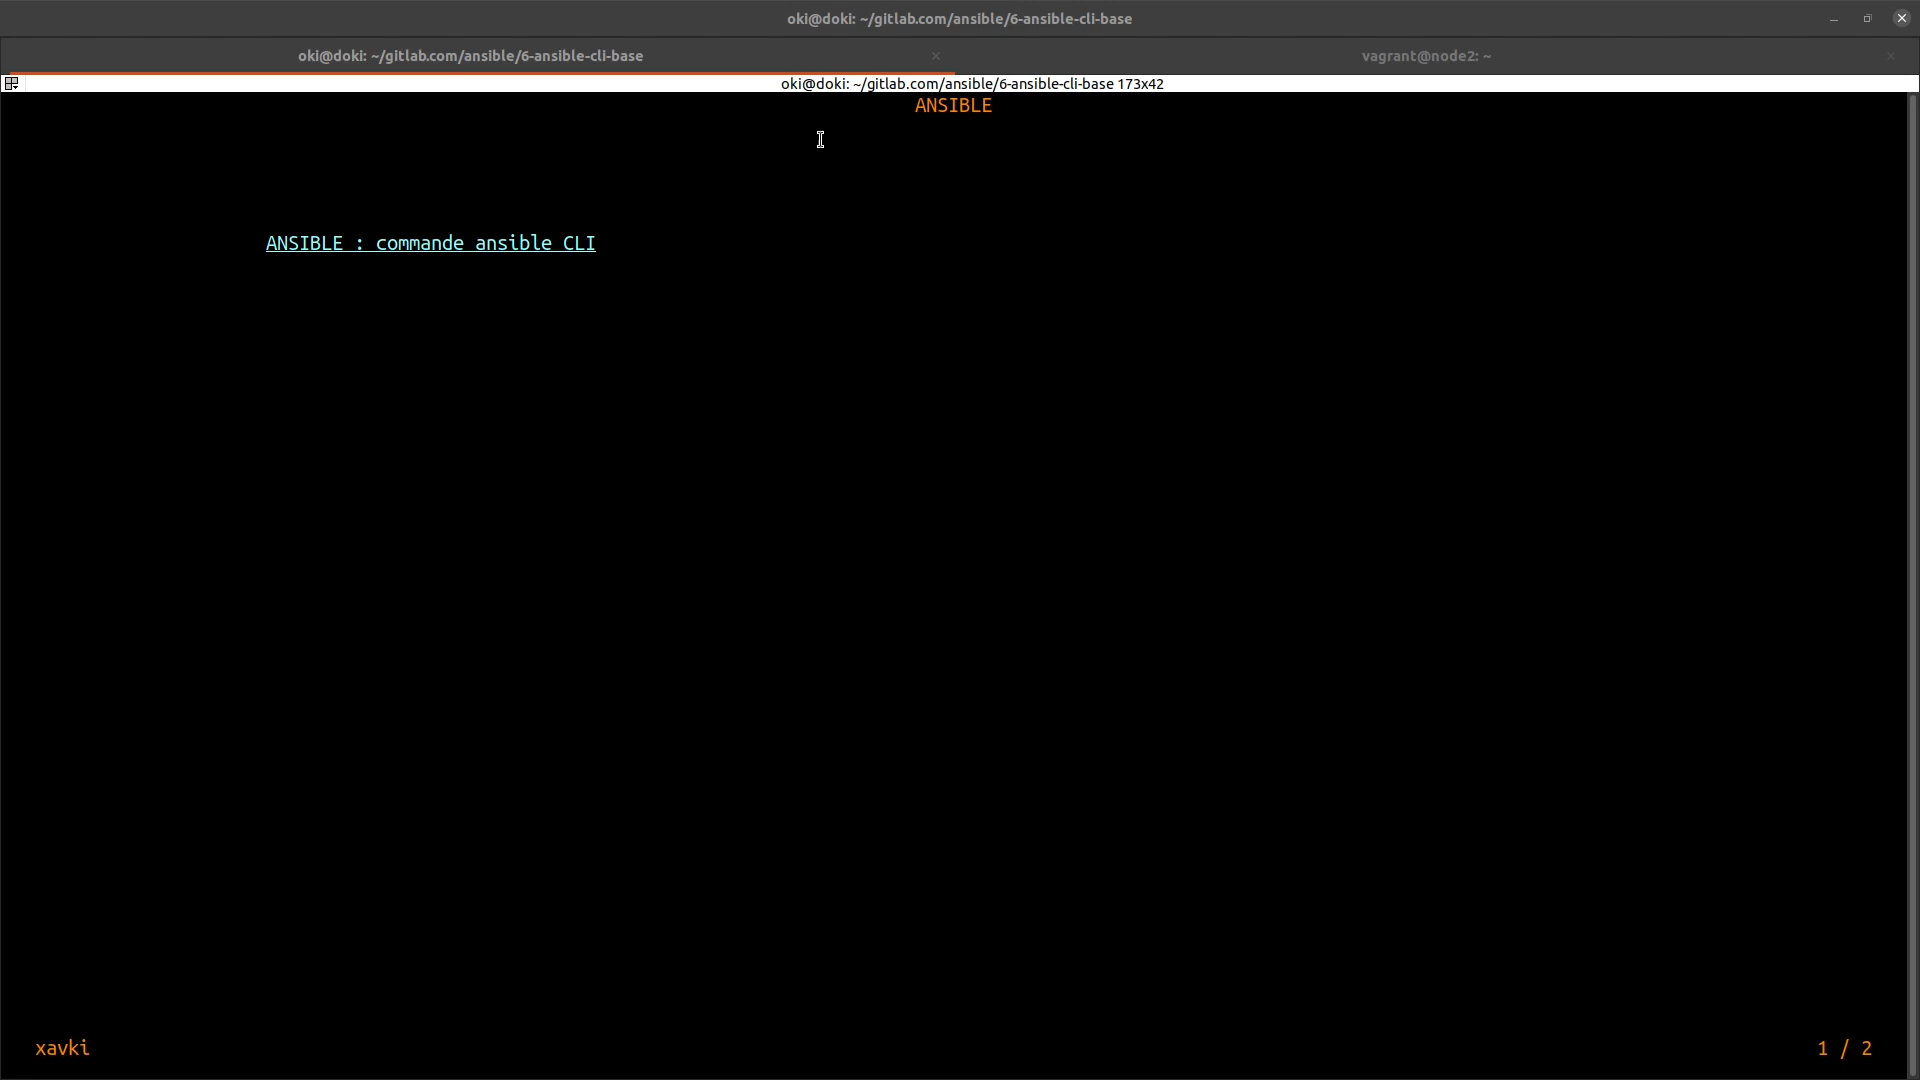 oki@doki: ~/gitlab.com/ansible/6-ansible-cli-base
oki@doki: ~/gitlab.com/ansible/6-ansible-cli-base
vagrant@node2: ~
oki@doki: ~/gitlab.com/ansible/6-ansible-cli-base 173x42
ANSIBLE
ANSIBLE : commande ansible CLI
xavki
1 / 2